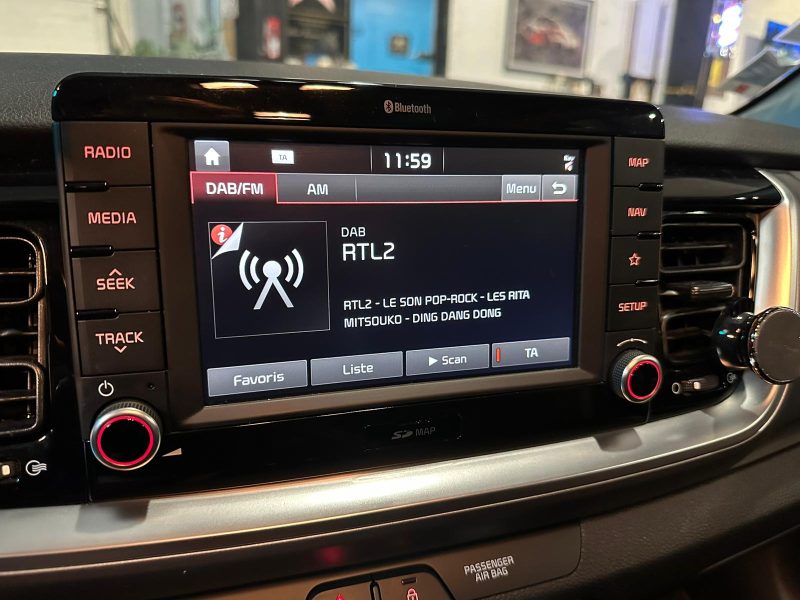 Bluetooth
RADIO
MEDIA
SEEK
TRACK
TA
11:59
DAB/FM
AM
Menu
i
DAB
RTL2
RTL2 - LE SON POP-ROCK - LES RITA
MITSOUKO - DING DANG DONG
Favoris
Liste
Scan
TA
MAP
NAV
SETUP
SD MAP
PASSENGER
AIR BAG